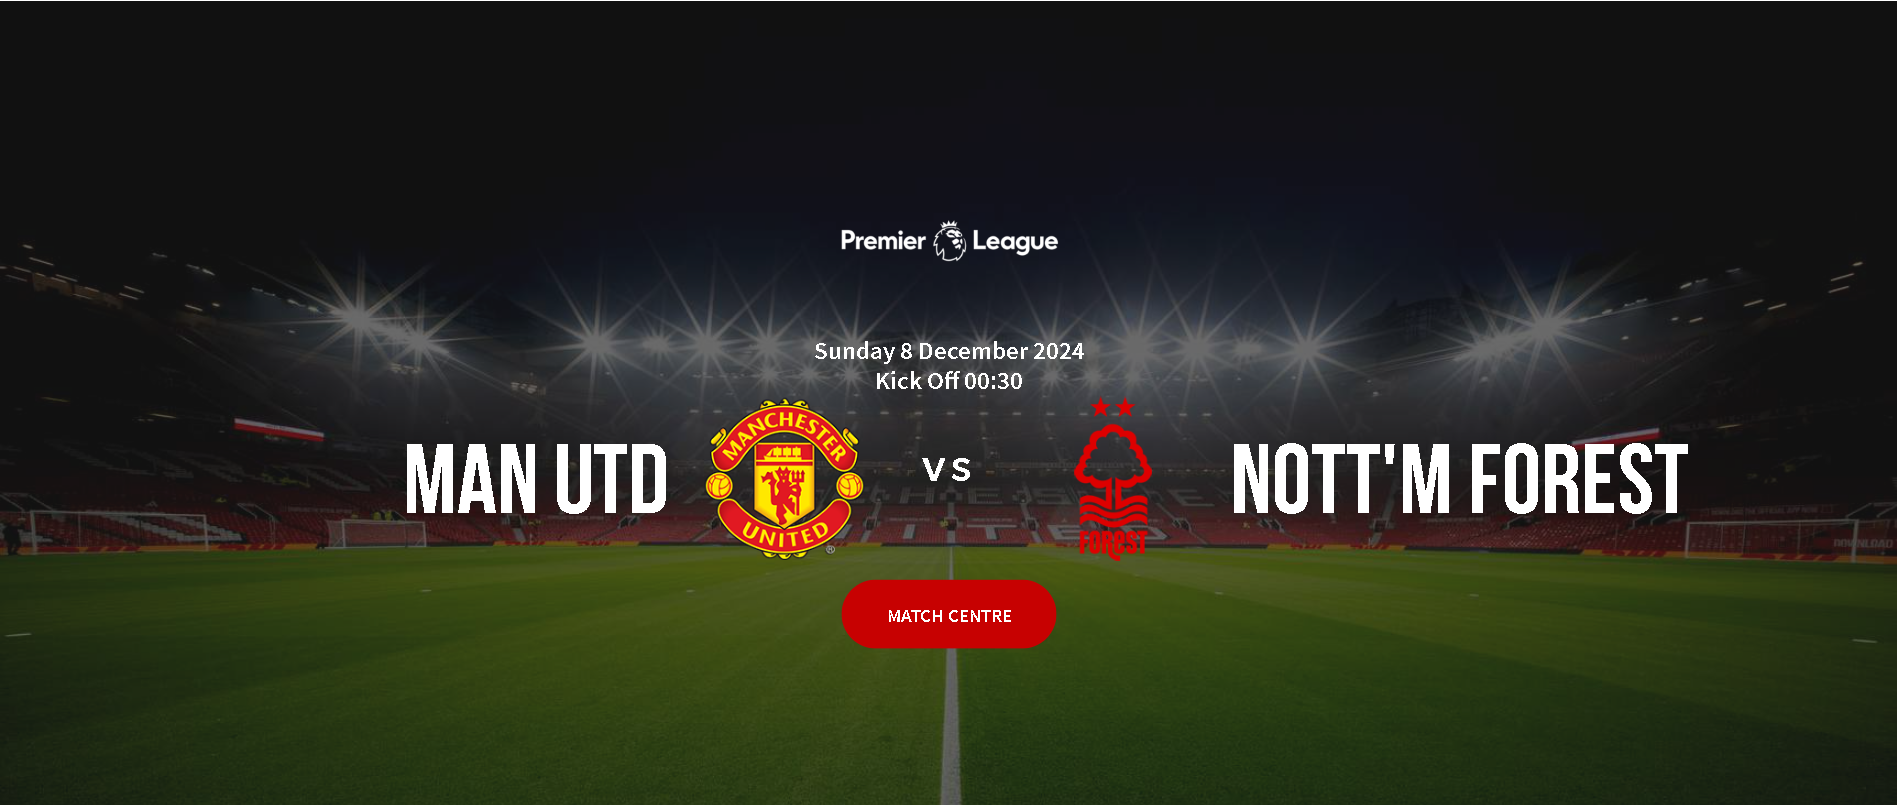 Premier League
Sunday 8 December 2024
Kick Off 00:30
MAN UTD
MANCHESTER
UNITED
®
VS
FOREST
NOTT'M FOREST
MATCH CENTRE